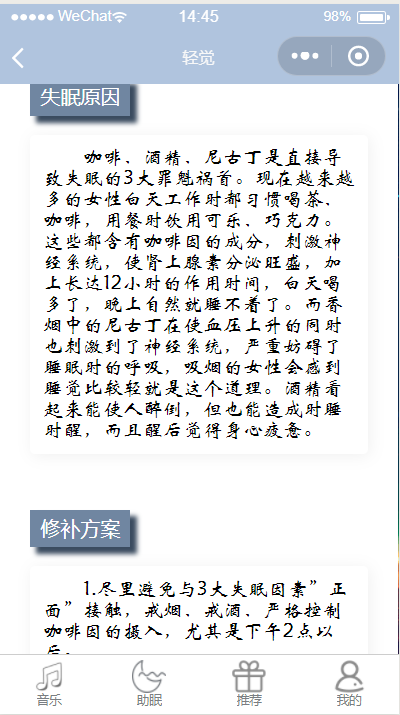 WeChat 14:45 98%
轻觉
失眠原因
咖啡、酒精、尼古丁是直接导
致失眠的3大罪魁祸首。现在越来越
多的女性白天工作时都习惯喝茶、
咖啡，用餐时饮用可乐、巧克力。
这些都含有咖啡因的成分，刺激神
经系统，使肾上腺素分泌旺盛，加
上长达12小时的作用时间，白天喝
多了，晚上自然就睡不着了。而香
烟中的尼古丁在使血压上升的同时
也刺激到了神经系统，严重妨碍了
睡眠时的呼吸，吸烟的女性会感到
睡觉比较轻就是这个道理。酒精看
起来能使人醉倒，但也能造成时睡
时醒，而且醒后觉得身心疲惫。
修补方案
1.尽里避免与3大失眠因素”正
面”接触，戒烟、戒酒、严格控制
咖啡因的摄入，尤其是下午2点以
后。
音乐 助眠 推荐 我的